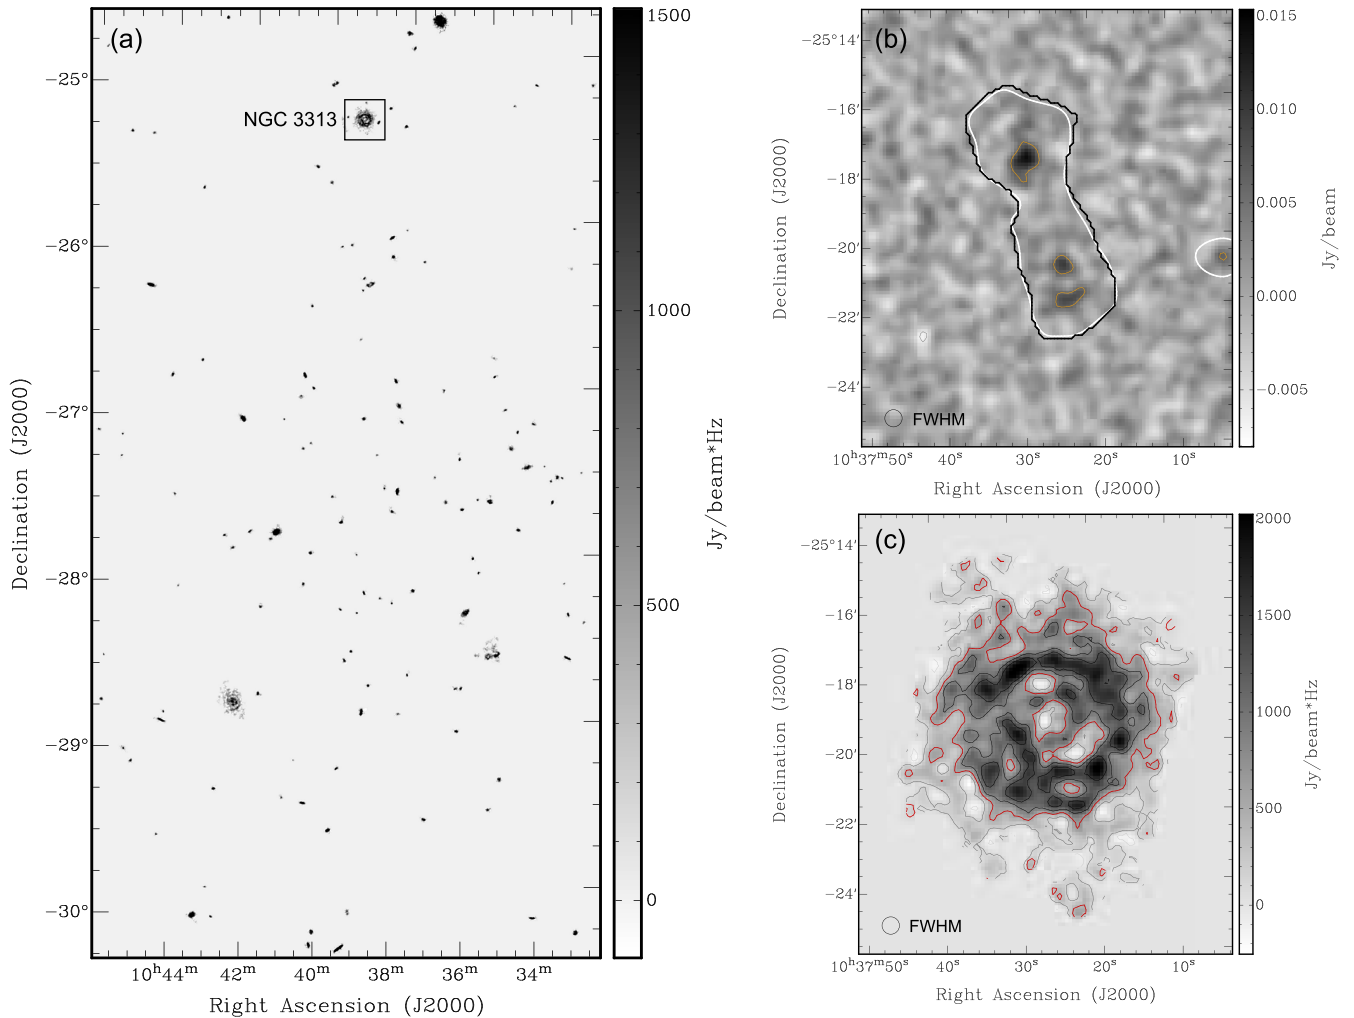 (a)
NGC 3313
−25°
−26°
−27°
−28°
−29°
−30°
Declination (J2000)
10ʰ44ᵐ 42ᵐ 40ᵐ 38ᵐ 36ᵐ 34ᵐ
Right Ascension (J2000)
1500
1000
500
0
Jy/beam*Hz
(b)
−25°14′
−16′
−18′
−20′
−22′
−24′
Declination (J2000)
FWHM
10ʰ37ᵐ50ˢ 40ˢ 30ˢ 20ˢ 10ˢ
Right Ascension (J2000)
0.015
0.010
0.005
0.000
−0.005
Jy/beam
(c)
−25°14′
−16′
−18′
−20′
−22′
−24′
Declination (J2000)
FWHM
10ʰ37ᵐ50ˢ 40ˢ 30ˢ 20ˢ 10ˢ
Right Ascension (J2000)
2000
1500
1000
500
0
Jy/beam*Hz